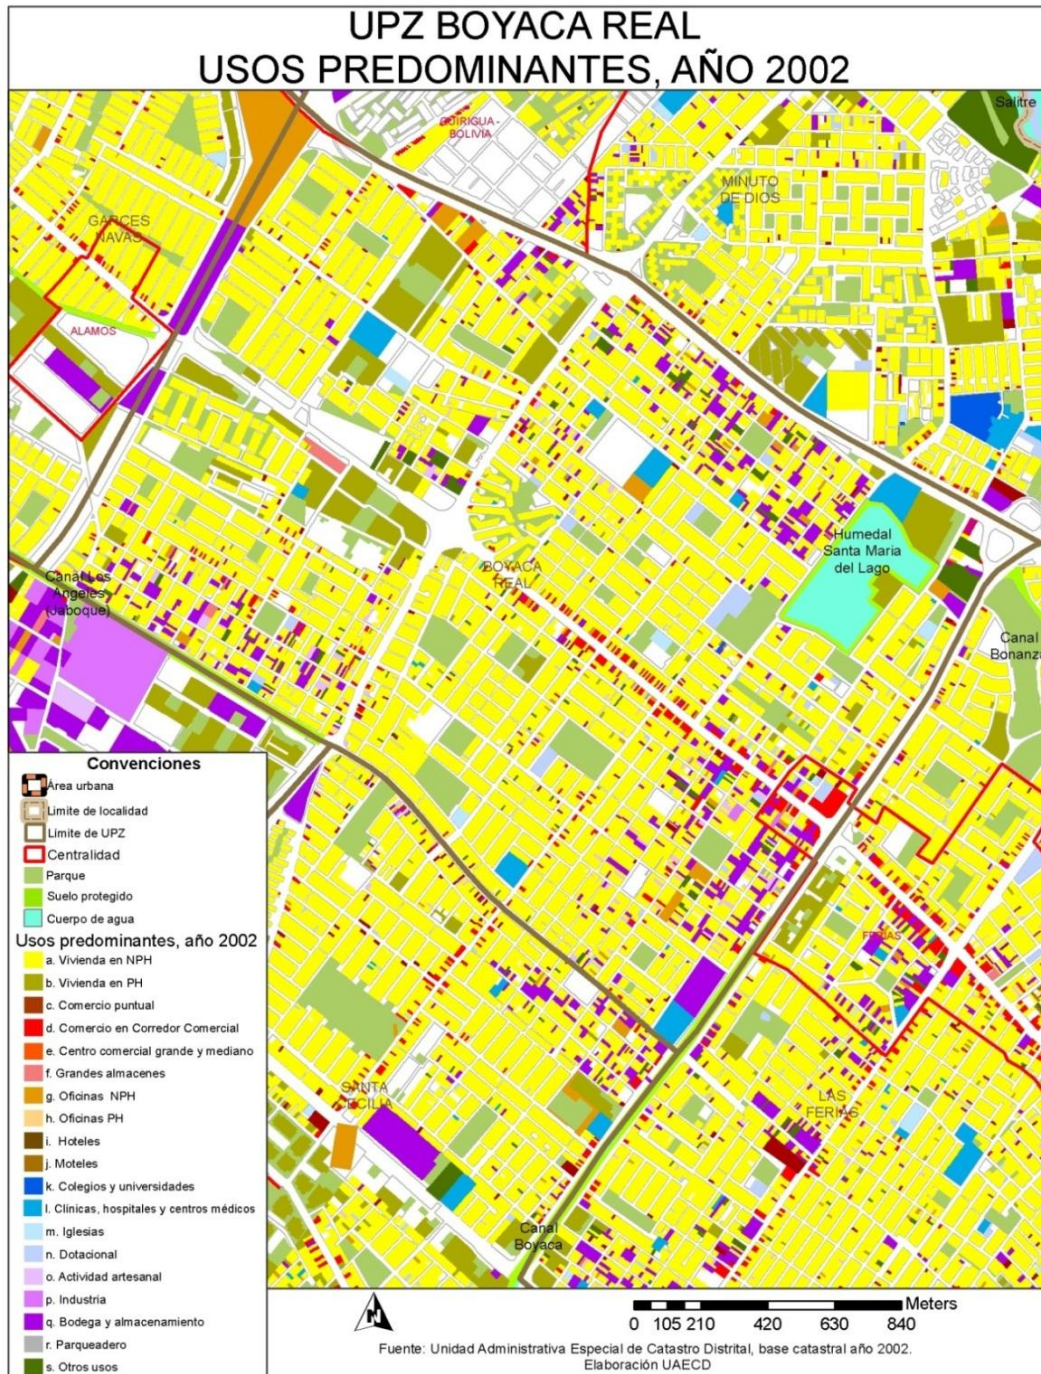 UPZ BOYACA REAL
USOS PREDOMINANTES, AÑO 2002
Salitre
QUIRIGUA -
BOLIVIA
MINUTO
DE DIOS
GARCES
NAVAS
ALAMOS
Humedal
Santa Maria
del Lago
BOYACA
REAL
Canal Los
Angeles
(Jaboque)
Canal
Bonanza
FERIAS
SANTA
CECILIA
LAS
FERIAS
Canal
Boyaca
Convenciones
Área urbana
Limite de localidad
Límite de UPZ
Centralidad
Parque
Suelo protegido
Cuerpo de agua
Usos predominantes, año 2002
a. Vivienda en NPH
b. Vivienda en PH
c. Comercio puntual
d. Comercio en Corredor Comercial
e. Centro comercial grande y mediano
f. Grandes almacenes
g. Oficinas NPH
h. Oficinas PH
i. Hoteles
j. Moteles
k. Colegios y universidades
l. Clínicas, hospitales y centros médicos
m. Iglesias
n. Dotacional
o. Actividad artesanal
p. Industria
q. Bodega y almacenamiento
r. Parqueadero
s. Otros usos
N
Meters
0 105 210 420 630 840
Fuente: Unidad Administrativa Especial de Catastro Distrital, base catastral año 2002.
Elaboración UAECD